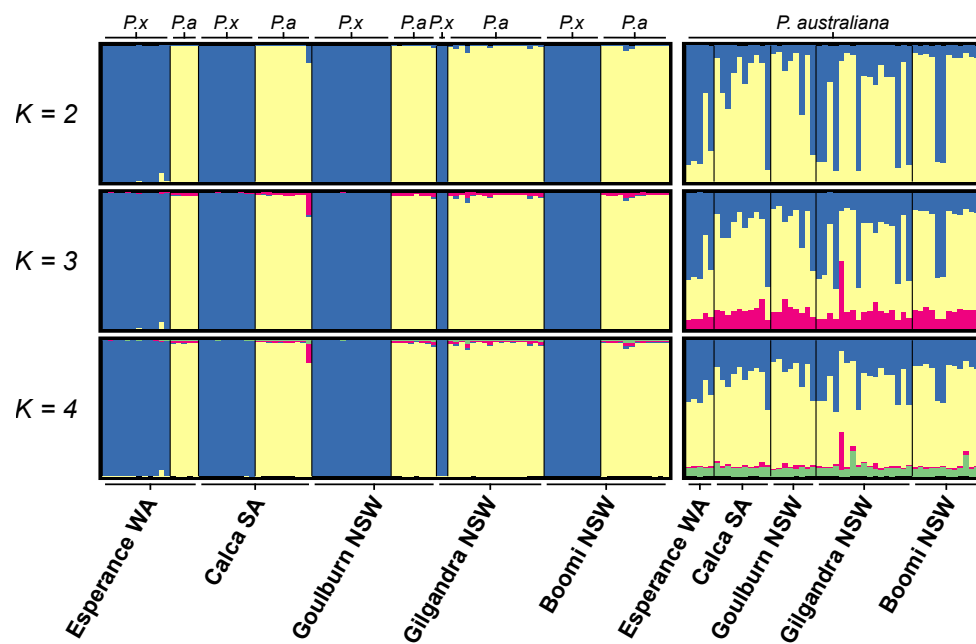 P.x P.a P.x P.a P.x P.a P.x P.a P.x P.a P. australiana
K = 2
K = 3
K = 4
Esperance WA Calca SA Goulburn NSW Gilgandra NSW Boomi NSW Esperance WA Calca SA Goulburn NSW Gilgandra NSW Boomi NSW